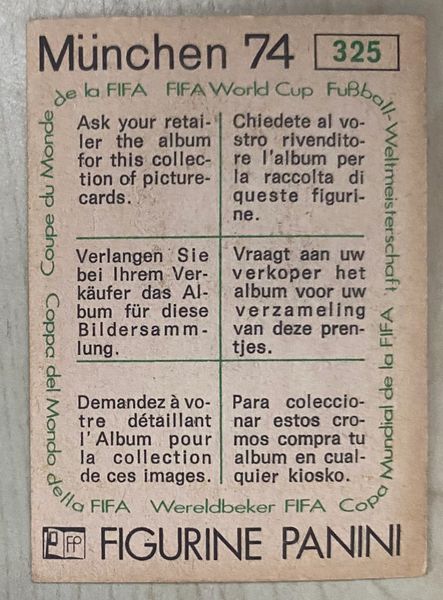 München 74
325
Coupe du Monde de la FIFA
FIFA World Cup
Fußball-Weltmeisterschaft
Ask your retai-
ler the album
for this collec-
tion of picture-
cards.
Chiedete al vo-
stro rivendito-
re l'album per
la raccolta di
queste figuri-
ne.
Verlangen Sie
bei Ihrem Ver-
käufer das Al-
bum für diese
Bildersamm-
lung.
Vraagt aan uw
verkoper het
album voor uw
verzameling
van deze pren-
tjes.
Demandez à vo-
tre détaillant
l'Album pour
la collection
de ces images.
Para coleccio-
nar estos cro-
mos compra tu
album en cual-
quier kiosko.
Coppa del Mondo della FIFA
Wereldbeker FIFA
Copa Mundial de la FIFA
FP
FIGURINE PANINI